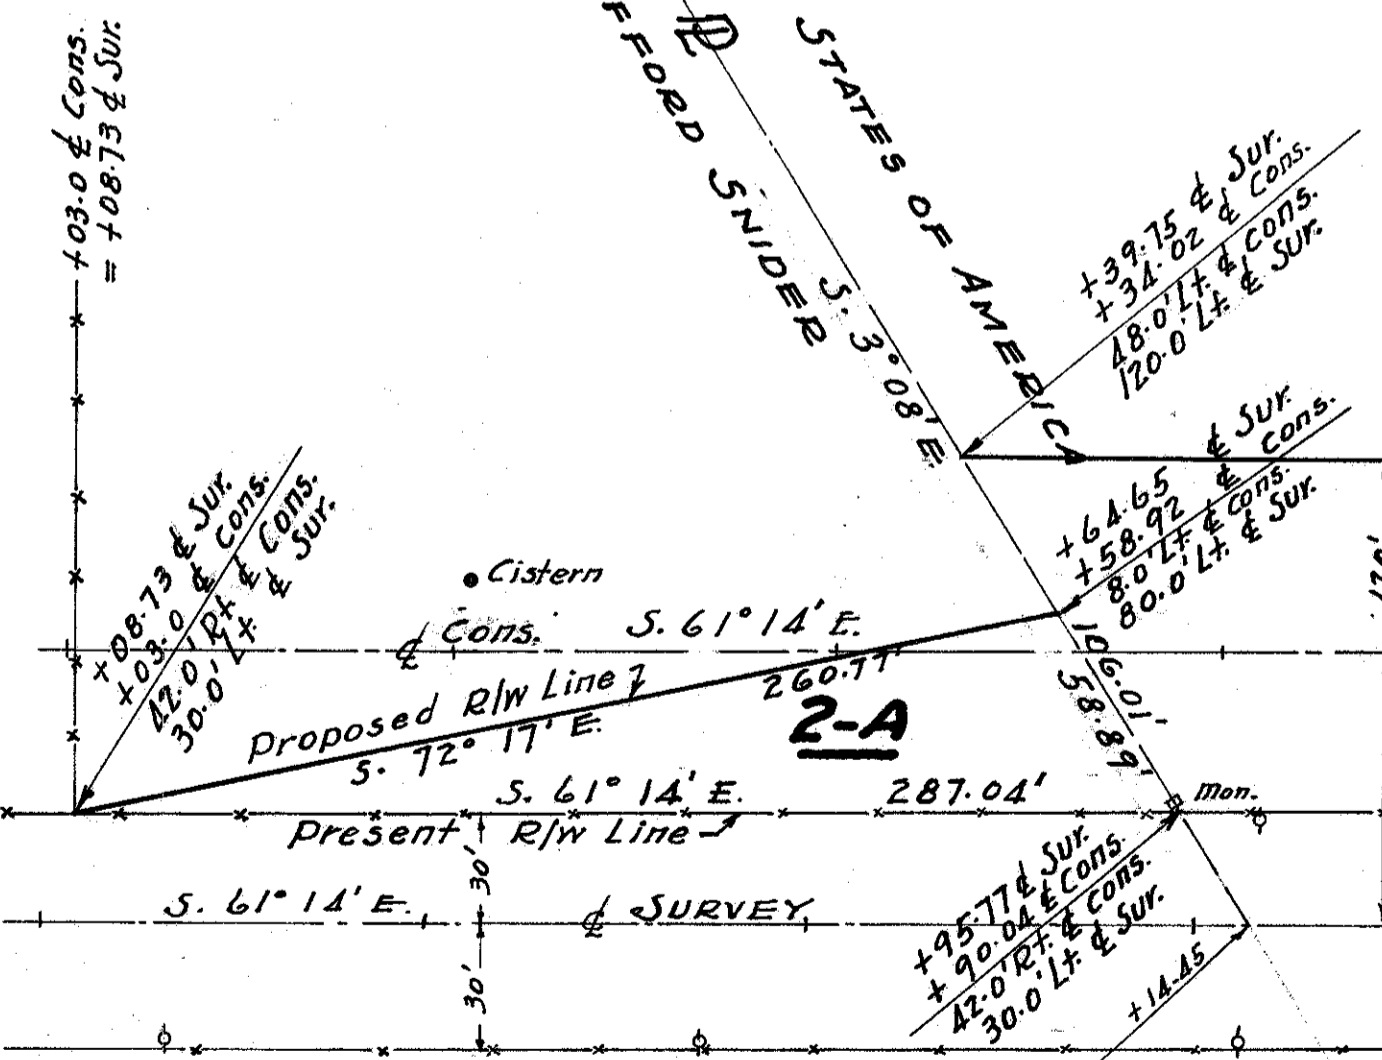 +03.0 ℄ Cons.
= +08.73 ℄ Sur.
FFORD SNIDER
PL
STATES OF AMERICA
S. 3° 08' E.
+39.75 ℄ Sur.
+34.02 ℄ Cons.
48.0' Lt. ℄ Cons.
120.0' Lt. ℄ Sur.
+64.65 ℄ Sur.
+58.92 ℄ Cons.
8.0' Lt. ℄ Cons.
80.0' Lt. ℄ Sur.
+08.73 ℄ Sur.
+03.0 ℄ Cons.
42.0' Rt. ℄ Cons.
30.0' Lt. ℄ Sur.
Cistern
℄ Cons.
S. 61° 14' E.
106.01'
58.89'
Proposed R/W Line
260.77'
S. 72° 17' E.
2-A
S. 61° 14' E.
287.04'
Mon.
Present R/W Line
30'
S. 61° 14' E.
℄ SURVEY
+95.77 ℄ Sur.
+90.04 ℄ Cons.
42.0' Rt. ℄ Cons.
30.0' Lt. ℄ Sur.
+14.45
30'